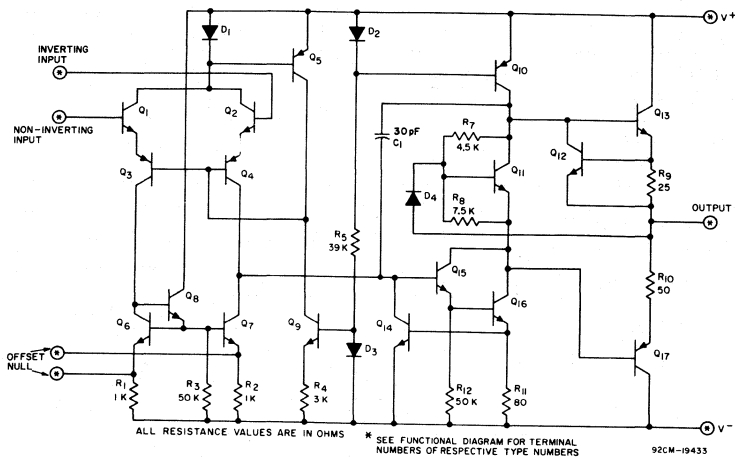 D1
D2
V+
INVERTING
INPUT
Q5
Q10
Q1
Q2
Q13
NON-INVERTING
INPUT
30 pF
C1
R7
4.5 K
Q12
Q3
Q4
Q11
R9
25
D4
R8
7.5 K
OUTPUT
R5
39 K
Q15
R10
50
Q8
Q16
Q6
Q7
Q9
Q14
Q17
OFFSET
NULL
D3
R1
1 K
R3
50 K
R2
1 K
R4
3 K
R12
50 K
R11
80
V-
ALL RESISTANCE VALUES ARE IN OHMS
* SEE FUNCTIONAL DIAGRAM FOR TERMINAL
NUMBERS OF RESPECTIVE TYPE NUMBERS
92CM-19433